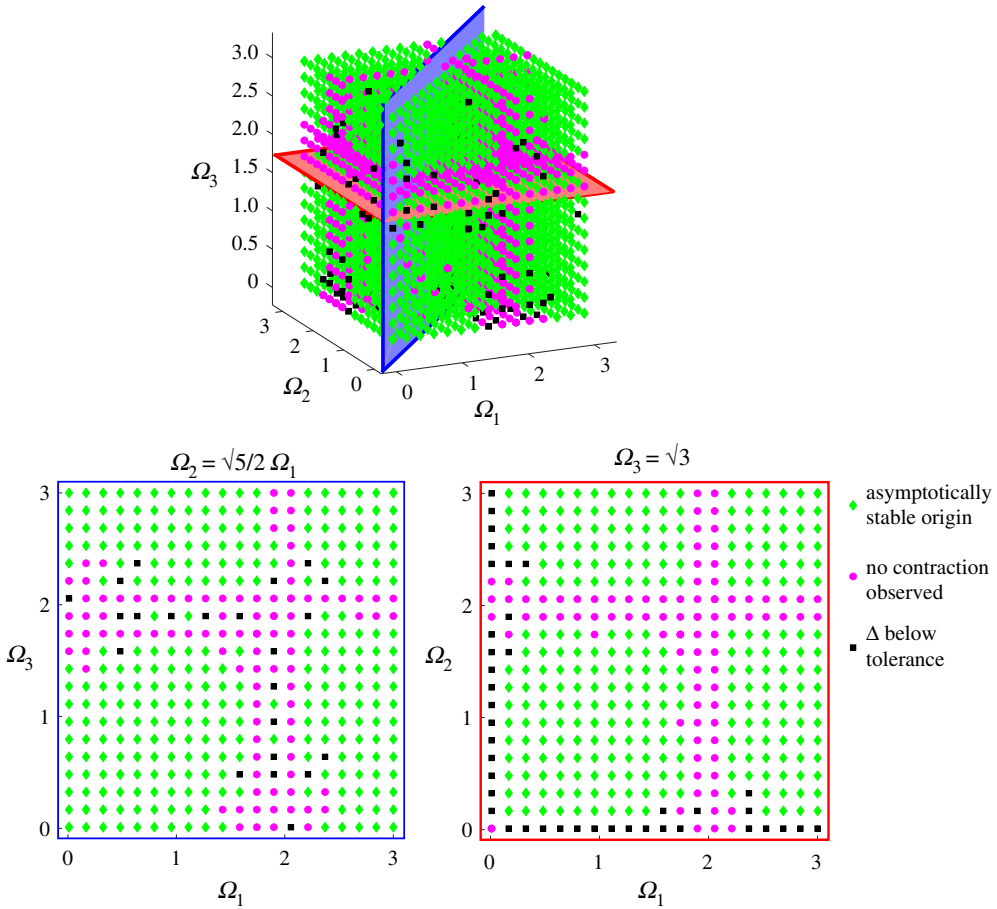 3.0
2.5
2.0
Ω3
1.5
1.0
0.5
0
3
2
1
0
Ω2
0
1
2
3
Ω1
Ω2 = √5/2 Ω1
3
2
Ω3
1
0
0
1
2
3
Ω1
Ω3 = √3
3
2
Ω2
1
0
0
1
2
3
Ω1
asymptotically
stable origin
no contraction
observed
Δ below
tolerance